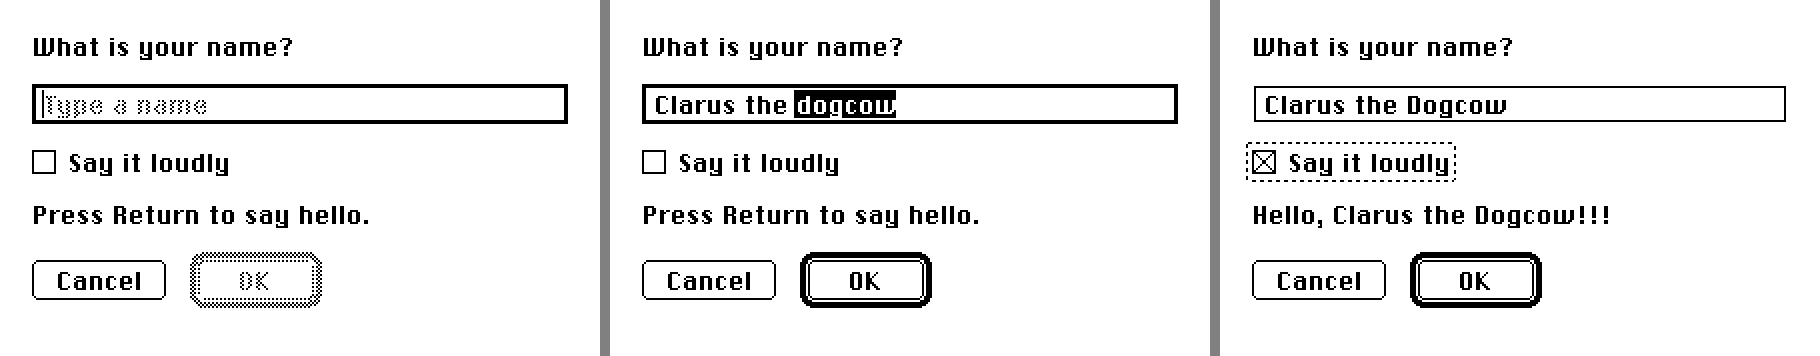 What is your name?
Type a name
Say it loudly
Press Return to say hello.
Cancel OK
What is your name?
Clarus the dogcow
Say it loudly
Press Return to say hello.
Cancel OK
What is your name?
Clarus the Dogcow
Say it loudly
Hello, Clarus the Dogcow!!!
Cancel OK